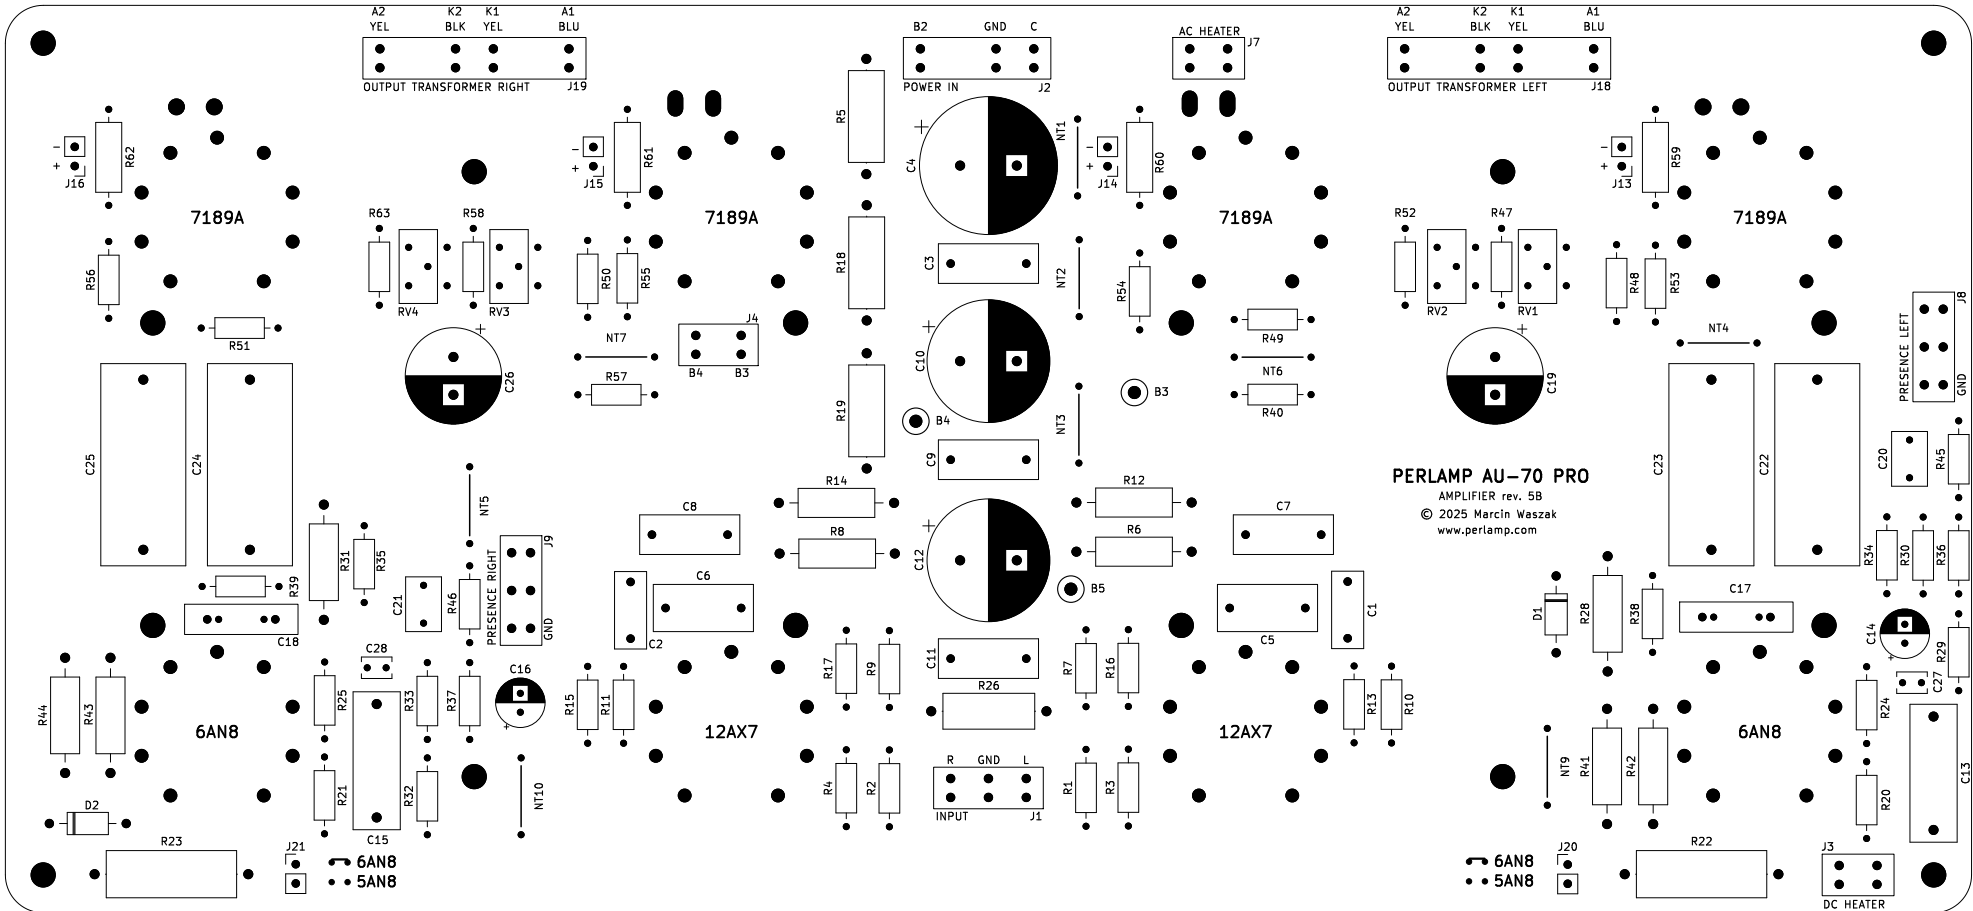 A2 K2 K1 A1
YEL BLK YEL BLU
OUTPUT TRANSFORMER RIGHT J19
B2 GND C
POWER IN J2
AC HEATER J7
A2 K2 K1 A1
YEL BLK YEL BLU
OUTPUT TRANSFORMER LEFT J18
- + J16
R62
7189A
R56
R51
R63
RV4
R58
RV3
C26
- + J15
R61
7189A
R50
R55
NT7
R57
J4
B4 B3
R5
R18
R19
C4
C3
C10
C9
B4
NT1
NT2
NT3
- + J14
R60
7189A
R54
B3
R49
NT6
R40
R52
RV2
R47
RV1
C19
- + J13
R59
7189A
R48
R53
NT4
J8
PRESENCE LEFT
GND
C25
C24
R31
R35
R39
C18
NT5
C21
R46
J9
PRESENCE RIGHT
GND
C8
C6
C2
R14
R8
C12
B5
R12
R6
C7
C5
C1
PERLAMP AU-70 PRO
AMPLIFIER rev. 5B
© 2025 Marcin Waszak
www.perlamp.com
C23
C22
C20
R45
R34
R30
R36
D1
R28
R38
C17
C14
R29
C27
R44
R43
6AN8
R25
C28
R33
R37
C16
R21
R32
C15
NT10
R15
R11
12AX7
R17
R9
C11
R26
R4
R2
R GND L
INPUT J1
R7
R16
R1
R3
12AX7
R13
R10
NT9
R41
R42
6AN8
R24
R20
C13
D2
R23
J21
6AN8
5AN8
6AN8
5AN8
J20
R22
J3
DC HEATER